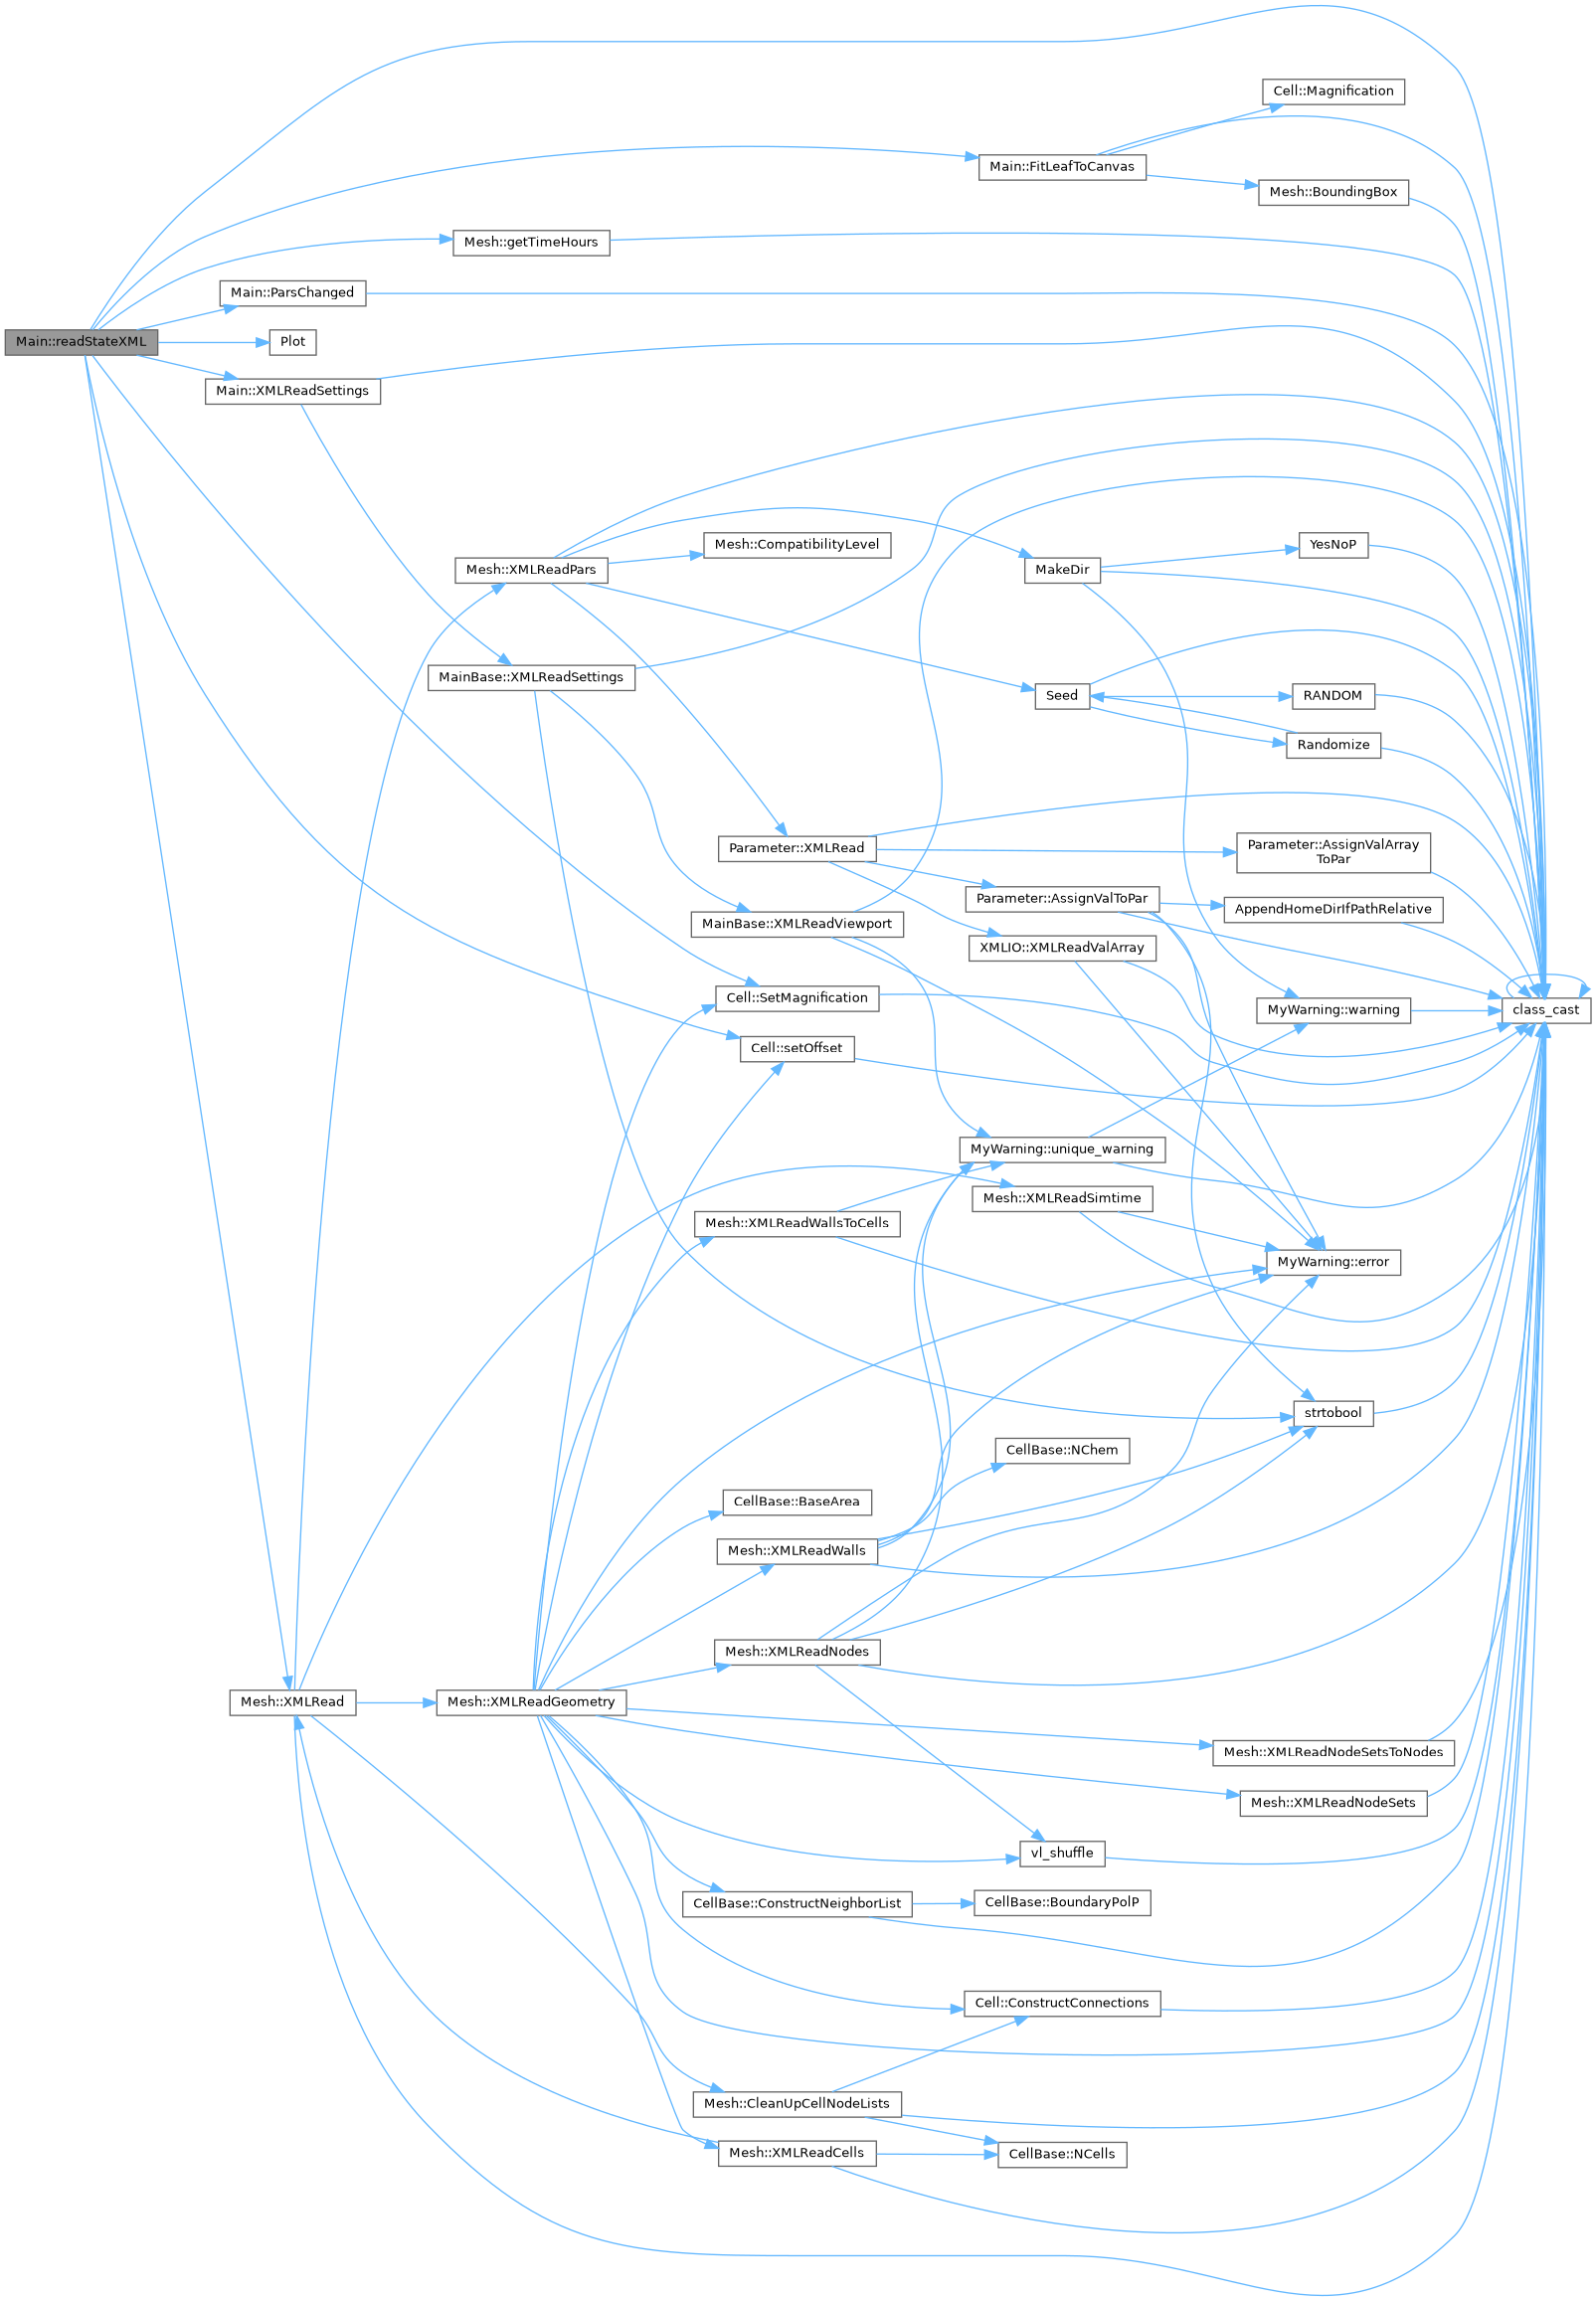 Cell::Magnification
Main::FitLeafToCanvas
Mesh::BoundingBox
Mesh::getTimeHours
Main::ParsChanged
Main::readStateXML
Plot
Main::XMLReadSettings
Mesh::CompatibilityLevel
YesNoP
Mesh::XMLReadPars
MakeDir
MainBase::XMLReadSettings
Seed
RANDOM
Randomize
Parameter::XMLRead
Parameter::AssignValArray
ToPar
Parameter::AssignValToPar
AppendHomeDirIfPathRelative
MainBase::XMLReadViewport
XMLIO::XMLReadValArray
Cell::SetMagnification
MyWarning::warning
class_cast
Cell::setOffset
MyWarning::unique_warning
Mesh::XMLReadSimtime
Mesh::XMLReadWallsToCells
MyWarning::error
strtobool
CellBase::NChem
CellBase::BaseArea
Mesh::XMLReadWalls
Mesh::XMLReadNodes
Mesh::XMLRead
Mesh::XMLReadGeometry
Mesh::XMLReadNodeSetsToNodes
Mesh::XMLReadNodeSets
vl_shuffle
CellBase::ConstructNeighborList
CellBase::BoundaryPolP
Cell::ConstructConnections
Mesh::CleanUpCellNodeLists
Mesh::XMLReadCells
CellBase::NCells